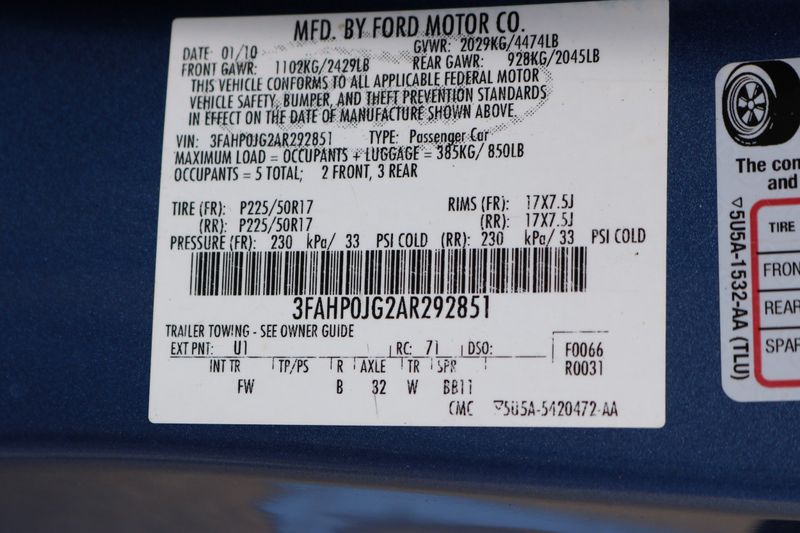 MFD. BY FORD MOTOR CO.
DATE: 01/10 GVWR: 2029KG/4474LB
FRONT GAWR: 1102KG/2429LB REAR GAWR: 928KG/2045LB
THIS VEHICLE CONFORMS TO ALL APPLICABLE FEDERAL MOTOR
VEHICLE SAFETY, BUMPER, AND THEFT PREVENTION STANDARDS
IN EFFECT ON THE DATE OF MANUFACTURE SHOWN ABOVE.
VIN: 3FAHP0JG2AR292851 TYPE: Passenger Car
MAXIMUM LOAD = OCCUPANTS + LUGGAGE = 385KG/ 850LB
OCCUPANTS = 5 TOTAL; 2 FRONT, 3 REAR
TIRE (FR): P225/50R17 RIMS (FR): 17X7.5J
(RR): P225/50R17 (RR): 17X7.5J
PRESSURE (FR): 230 kPa/ 33 PSI COLD (RR): 230 kPa/ 33 PSI COLD
3FAHP0JG2AR292851
TRAILER TOWING - SEE OWNER GUIDE
EXT PNT: U1 RC: 71 DSO: F0066
R0031
INT TR TP/PS R AXLE TR SPR
FW B 32 W BB11
CMC ▽5U5A-5420472-AA
The con
and
▽5U5A-1532-AA (TLU)
TIRE
FRON
REAR
SPAR